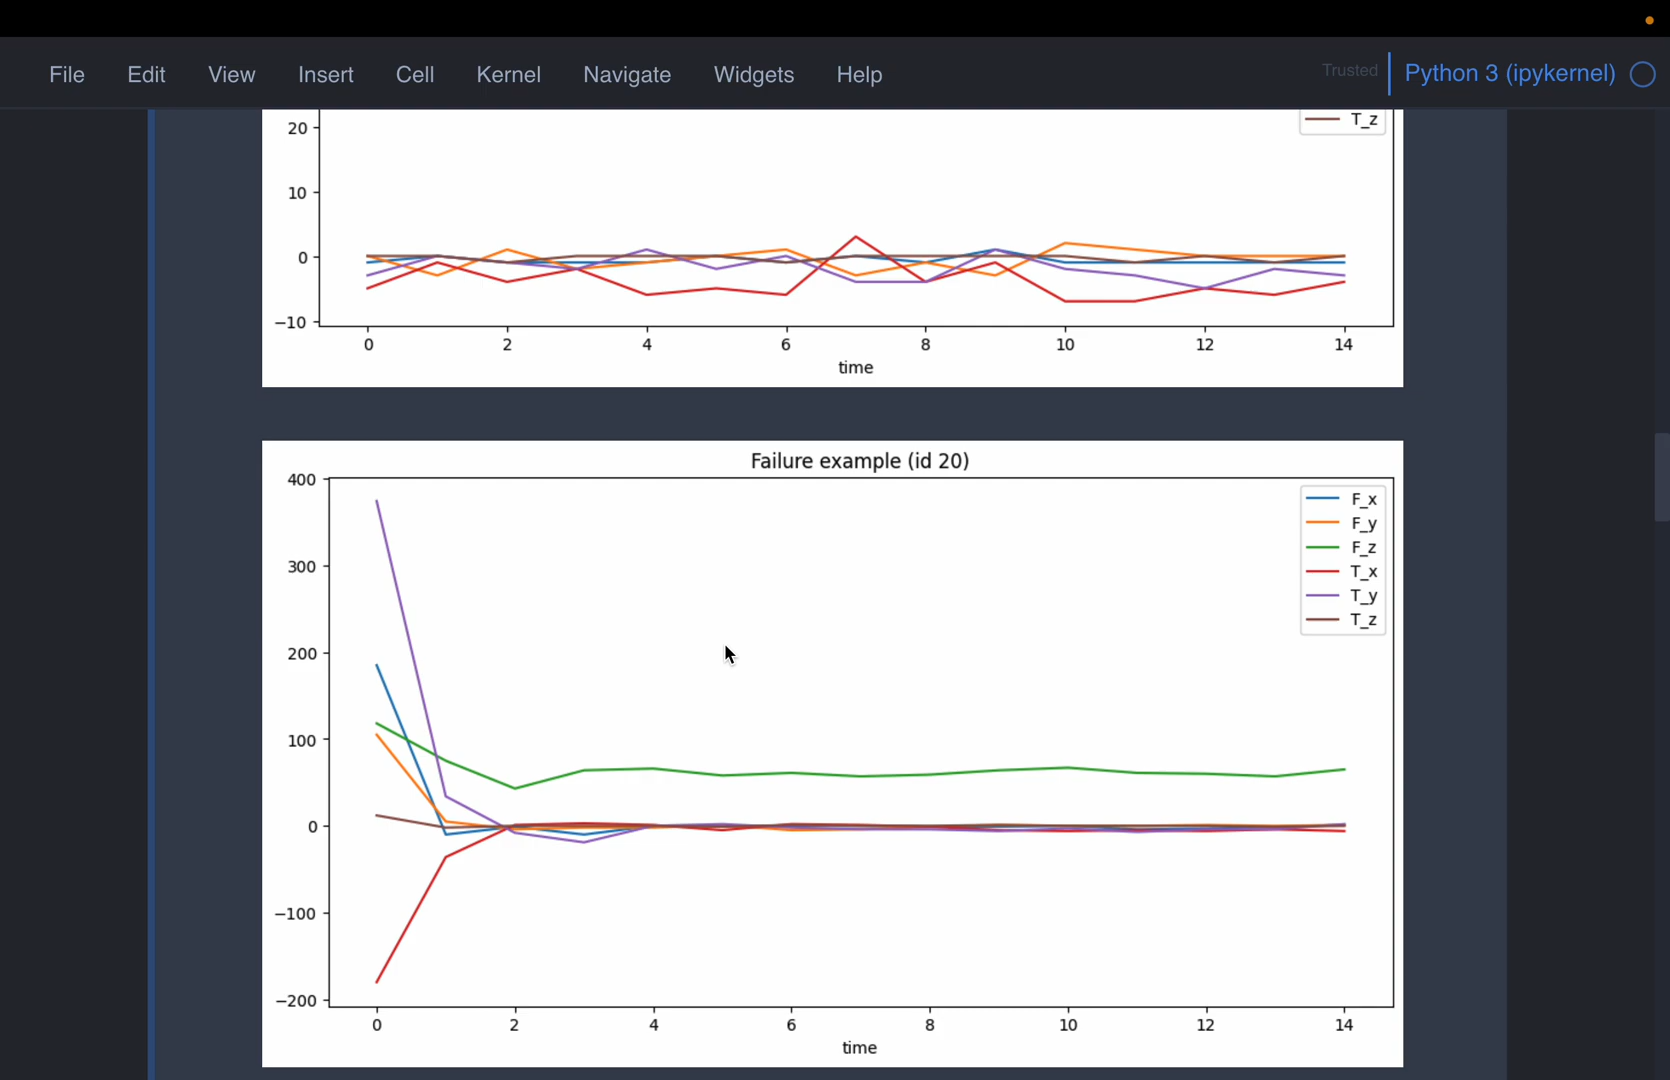 File Edit View Insert Cell Kernel Navigate Widgets Help Trusted Python 3 (ipykernel)
T_z
20
10
0
−10
0 2 4 6 8 10 12 14
time
Failure example (id 20)
400
300
200
100
0
−100
−200
F_x
F_y
F_z
T_x
T_y
T_z
0 2 4 6 8 10 12 14
time